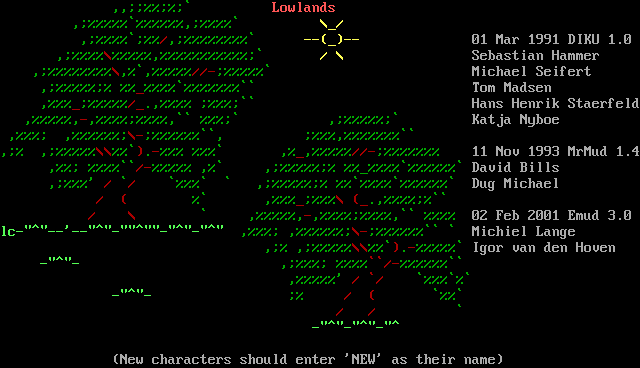 Lowlands
01 Mar 1991 DIKU 1.0
Sebastian Hammer
Michael Seifert
Tom Madsen
Hans Henrik Staerfeld
Katja Nyboe
11 Nov 1993 MrMud 1.4
David Bills
Dug Michael
02 Feb 2001 Emud 3.0
Michiel Lange
Igor van den Hoven
lc
(New characters should enter 'NEW' as their name)